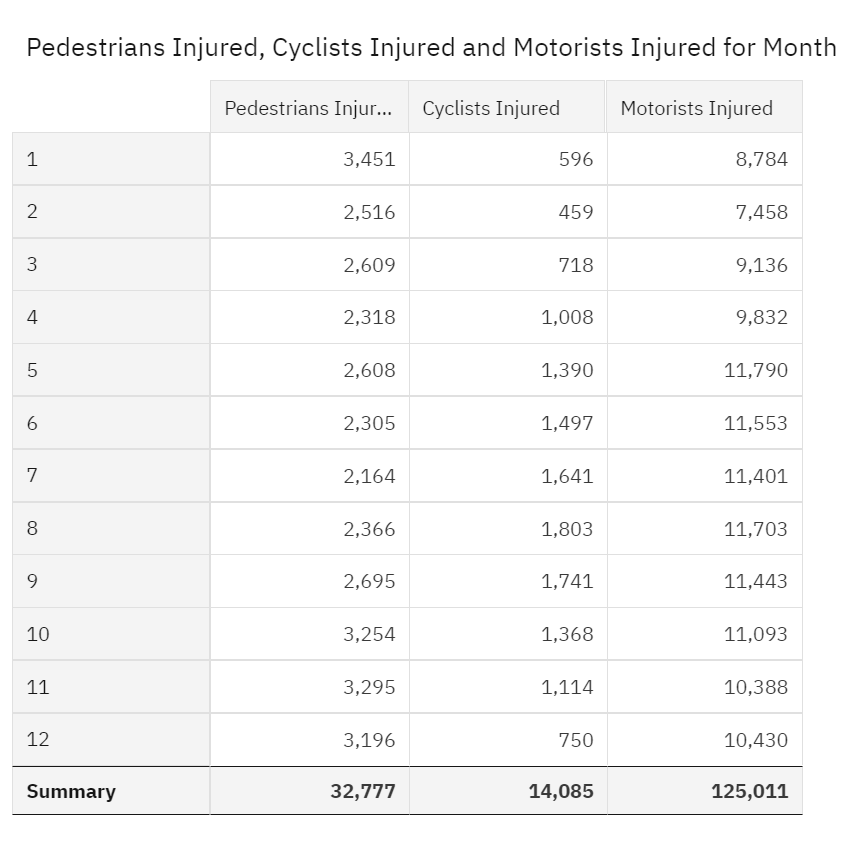 Pedestrians Injured, Cyclists Injured and Motorists Injured for Month
Pedestrians Injur... Cyclists Injured Motorists Injured
1 3,451 596 8,784
2 2,516 459 7,458
3 2,609 718 9,136
4 2,318 1,008 9,832
5 2,608 1,390 11,790
6 2,305 1,497 11,553
7 2,164 1,641 11,401
8 2,366 1,803 11,703
9 2,695 1,741 11,443
10 3,254 1,368 11,093
11 3,295 1,114 10,388
12 3,196 750 10,430
Summary 32,777 14,085 125,011